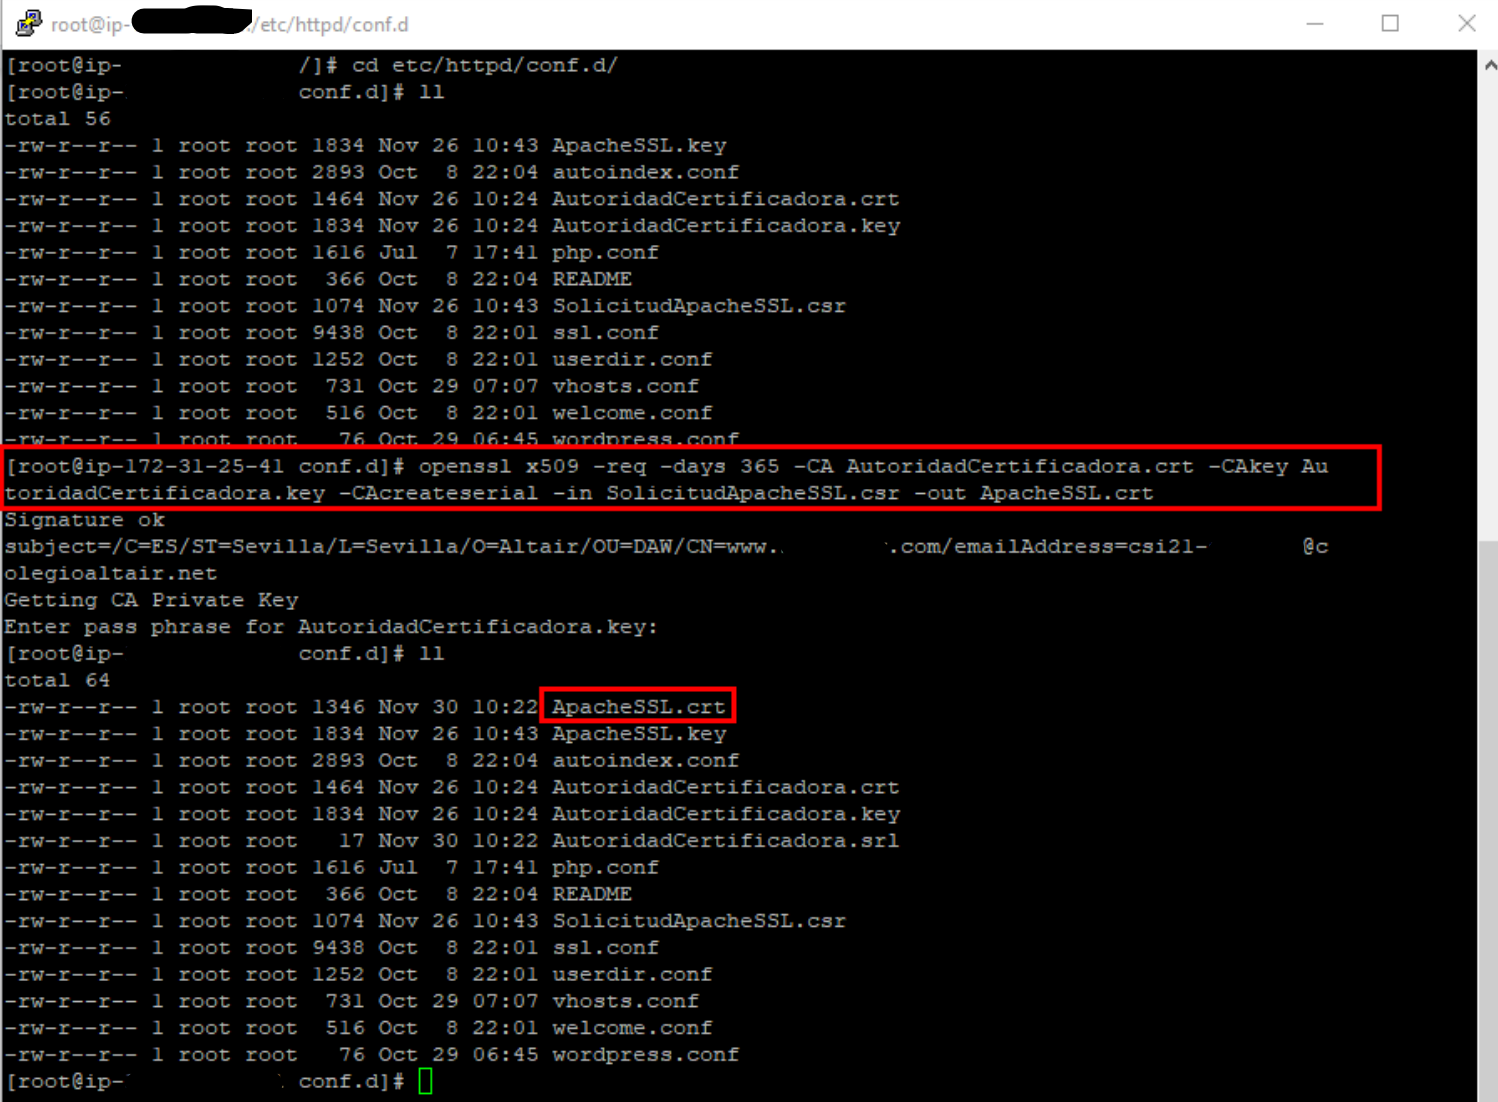 root@ip- /etc/httpd/conf.d
[root@ip- /]# cd etc/httpd/conf.d/
[root@ip- conf.d]# ll
total 56
-rw-r--r-- 1 root root 1834 Nov 26 10:43 ApacheSSL.key
-rw-r--r-- 1 root root 2893 Oct  8 22:04 autoindex.conf
-rw-r--r-- 1 root root 1464 Nov 26 10:24 AutoridadCertificadora.crt
-rw-r--r-- 1 root root 1834 Nov 26 10:24 AutoridadCertificadora.key
-rw-r--r-- 1 root root 1616 Jul  7 17:41 php.conf
-rw-r--r-- 1 root root  366 Oct  8 22:04 README
-rw-r--r-- 1 root root 1074 Nov 26 10:43 SolicitudApacheSSL.csr
-rw-r--r-- 1 root root 9438 Oct  8 22:01 ssl.conf
-rw-r--r-- 1 root root 1252 Oct  8 22:01 userdir.conf
-rw-r--r-- 1 root root  731 Oct 29 07:07 vhosts.conf
-rw-r--r-- 1 root root  516 Oct  8 22:01 welcome.conf
-rw-r--r-- 1 root root   76 Oct 29 06:45 wordpress.conf
[root@ip-172-31-25-41 conf.d]# openssl x509 -req -days 365 -CA AutoridadCertificadora.crt -CAkey Au
toridadCertificadora.key -CAcreateserial -in SolicitudApacheSSL.csr -out ApacheSSL.crt
Signature ok
subject=/C=ES/ST=Sevilla/L=Sevilla/O=Altair/OU=DAW/CN=www. .com/emailAddress=csi21- @c
olegioaltair.net
Getting CA Private Key
Enter pass phrase for AutoridadCertificadora.key:
[root@ip- conf.d]# ll
total 64
-rw-r--r-- 1 root root 1346 Nov 30 10:22 ApacheSSL.crt
-rw-r--r-- 1 root root 1834 Nov 26 10:43 ApacheSSL.key
-rw-r--r-- 1 root root 2893 Oct  8 22:04 autoindex.conf
-rw-r--r-- 1 root root 1464 Nov 26 10:24 AutoridadCertificadora.crt
-rw-r--r-- 1 root root 1834 Nov 26 10:24 AutoridadCertificadora.key
-rw-r--r-- 1 root root   17 Nov 30 10:22 AutoridadCertificadora.srl
-rw-r--r-- 1 root root 1616 Jul  7 17:41 php.conf
-rw-r--r-- 1 root root  366 Oct  8 22:04 README
-rw-r--r-- 1 root root 1074 Nov 26 10:43 SolicitudApacheSSL.csr
-rw-r--r-- 1 root root 9438 Oct  8 22:01 ssl.conf
-rw-r--r-- 1 root root 1252 Oct  8 22:01 userdir.conf
-rw-r--r-- 1 root root  731 Oct 29 07:07 vhosts.conf
-rw-r--r-- 1 root root  516 Oct  8 22:01 welcome.conf
-rw-r--r-- 1 root root   76 Oct 29 06:45 wordpress.conf
[root@ip- conf.d]#